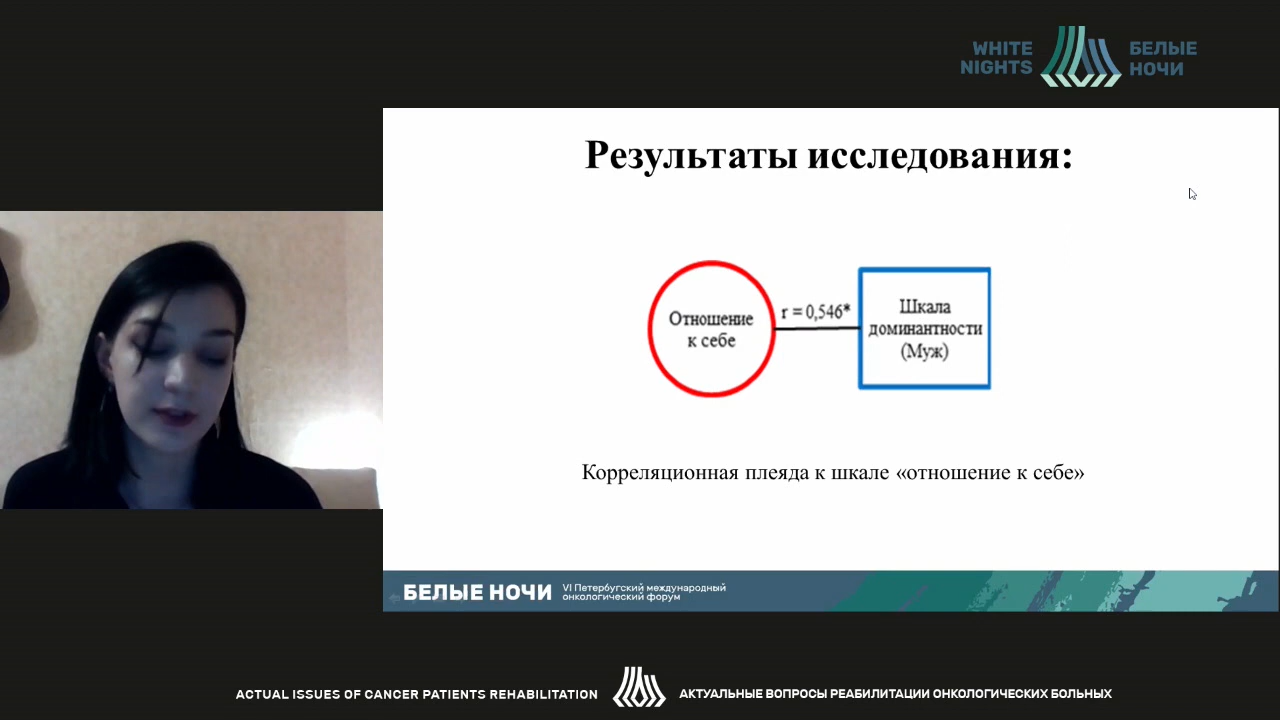 WHITE
NIGHTS
БЕЛЫЕ
НОЧИ
Результаты исследования:
Отношение
к себе
r = 0,546*
Шкала
доминантности
(Муж)
Корреляционная плеяда к шкале «отношение к себе»
БЕЛЫЕ НОЧИ
VI Петербугский международный
онкологический форум
ACTUAL ISSUES OF CANCER PATIENTS REHABILITATION
АКТУАЛЬНЫЕ ВОПРОСЫ РЕАБИЛИТАЦИИ ОНКОЛОГИЧЕСКИХ БОЛЬНЫХ